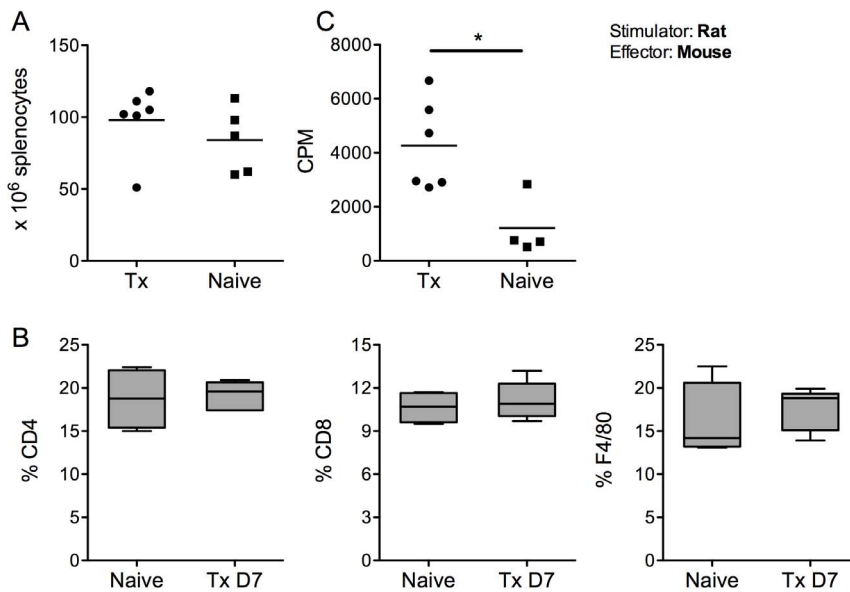 A
x 10⁶ splenocytes
150
100
50
0
Tx Naive
C
CPM
8000
6000
4000
2000
0
*
Tx Naive
Stimulator: Rat
Effector: Mouse
B
% CD4
25
20
15
10
5
0
Naive Tx D7
% CD8
15
12
9
6
3
0
Naive Tx D7
% F4/80
25
20
15
10
5
0
Naive Tx D7